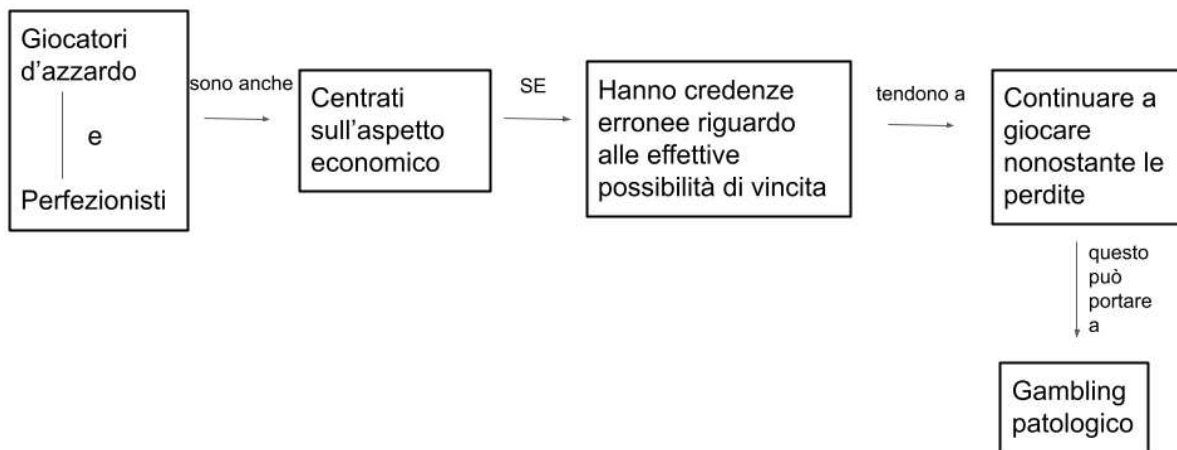 Giocatori
d'azzardo
e
Perfezionisti
sono anche
Centrati
sull'aspetto
economico
SE
Hanno credenze
erronee riguardo
alle effettive
possibilità di vincita
tendono a
Continuare a
giocare
nonostante le
perdite
questo
può
portare
a
Gambling
patologico